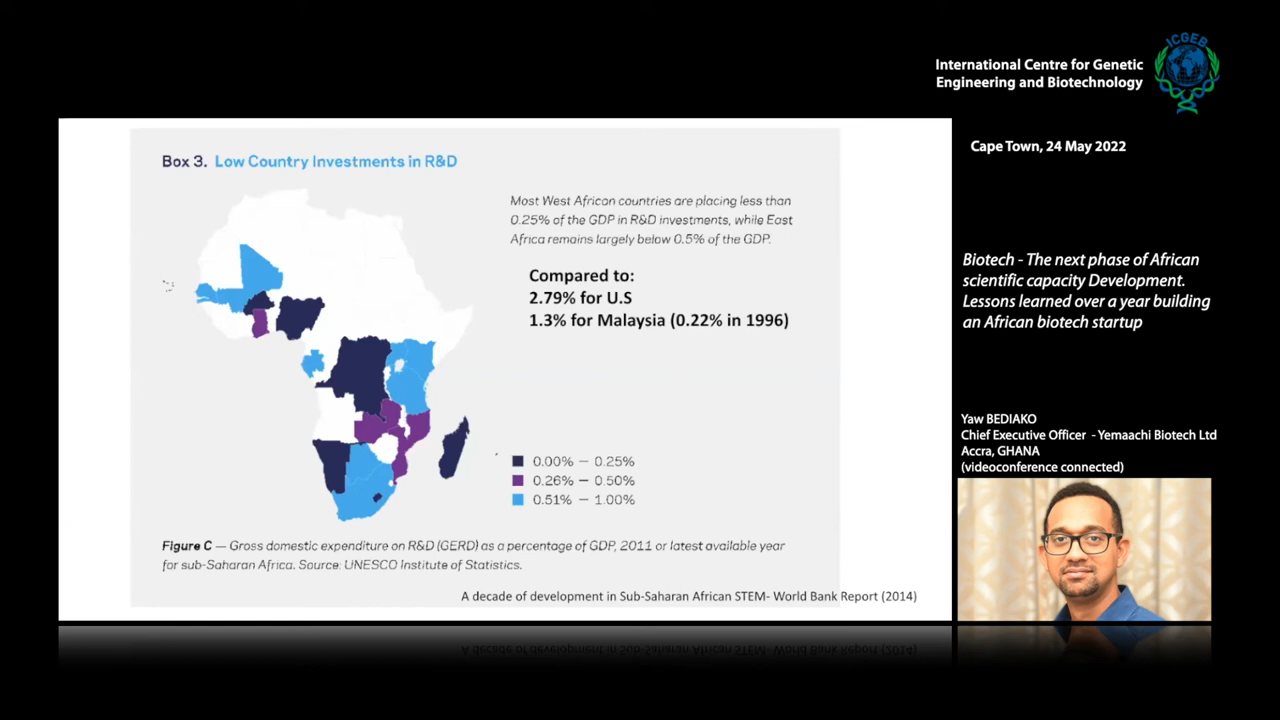 ICGEB
International Centre for Genetic
Engineering and Biotechnology
Cape Town, 24 May 2022
Box 3. Low Country Investments in R&D
Most West African countries are placing less than
0.25% of the GDP in R&D investments, while East
Africa remains largely below 0.5% of the GDP.
Compared to:
2.79% for U.S
1.3% for Malaysia (0.22% in 1996)
0.00% – 0.25%
0.26% – 0.50%
0.51% – 1.00%
Figure C — Gross domestic expenditure on R&D (GERD) as a percentage of GDP, 2011 or latest available year
for sub-Saharan Africa. Source: UNESCO Institute of Statistics.
A decade of development in Sub-Saharan African STEM- World Bank Report (2014)
Biotech - The next phase of African
scientific capacity Development.
Lessons learned over a year building
an African biotech startup
Yaw BEDIAKO
Chief Executive Officer - Yemaachi Biotech Ltd
Accra, GHANA
(videoconference connected)